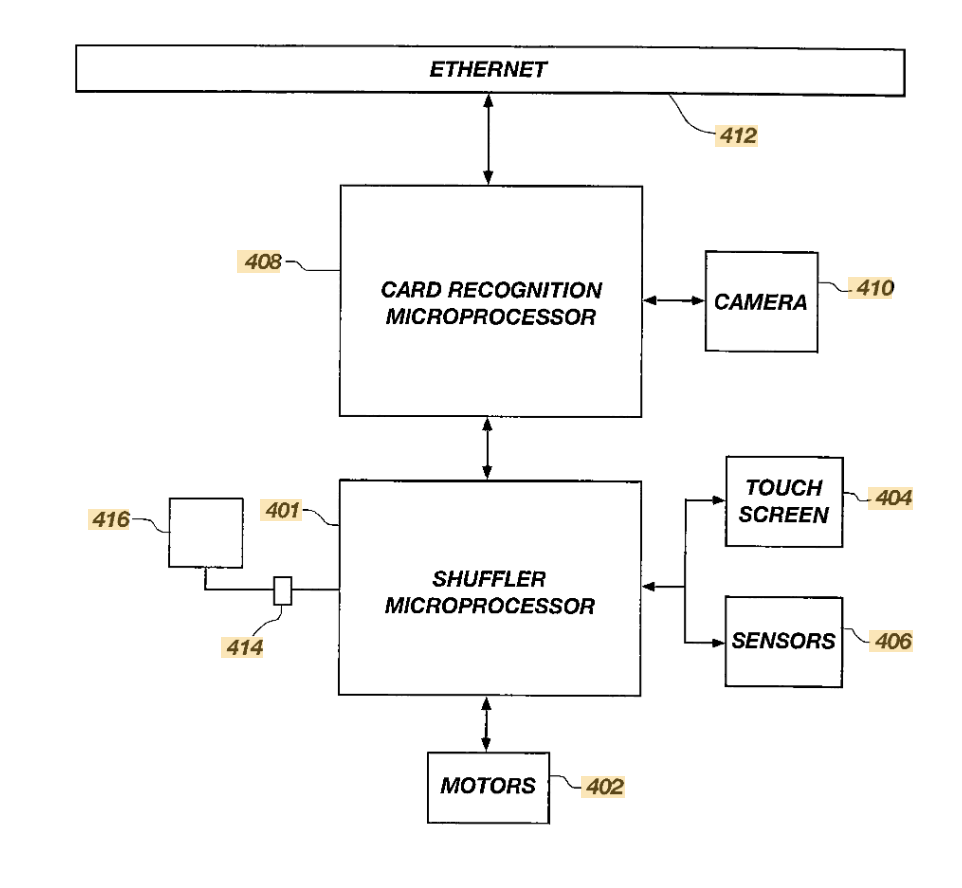 ETHERNET
412
408
CARD RECOGNITION
MICROPROCESSOR
CAMERA
410
416
401
TOUCH
SCREEN
404
SHUFFLER
MICROPROCESSOR
414
SENSORS
406
MOTORS
402